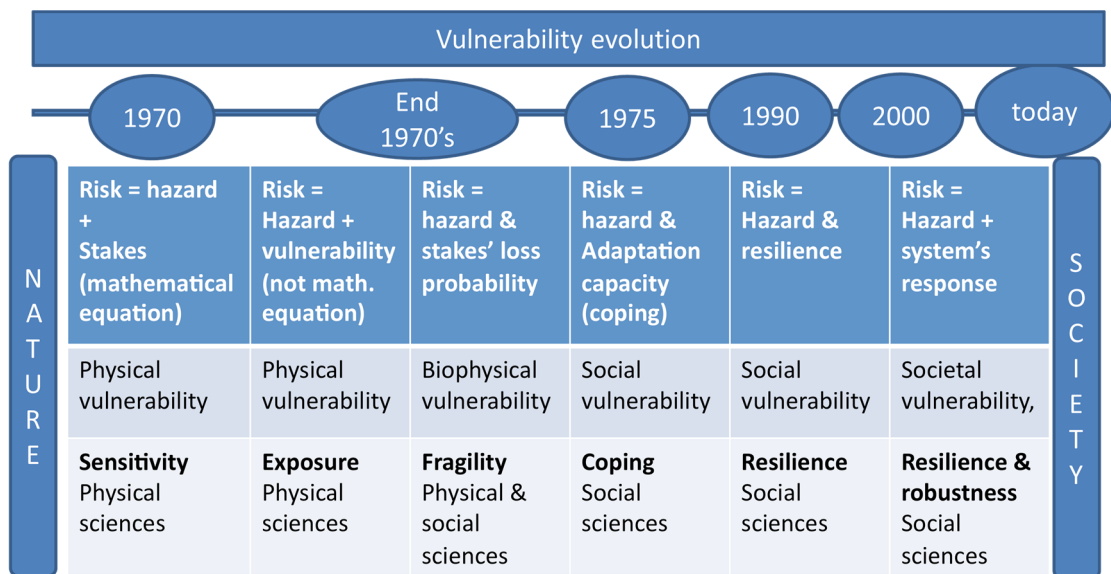 Vulnerability evolution
1970
End
1970’s
1975
1990
2000
today
NATURE
Risk = hazard
+
Stakes
(mathematical
equation)
Risk =
Hazard +
vulnerability
(not math.
equation)
Risk =
hazard &
stakes’ loss
probability
Risk =
hazard &
Adaptation
capacity
(coping)
Risk =
Hazard &
resilience
Risk =
Hazard +
system’s
response
Physical
vulnerability
Physical
vulnerability
Biophysical
vulnerability
Social
vulnerability
Social
vulnerability
Societal
vulnerability,
Sensitivity
Physical
sciences
Exposure
Physical
sciences
Fragility
Physical &
social
sciences
Coping
Social
sciences
Resilience
Social
sciences
Resilience &
robustness
Social
sciences
SOCIETY